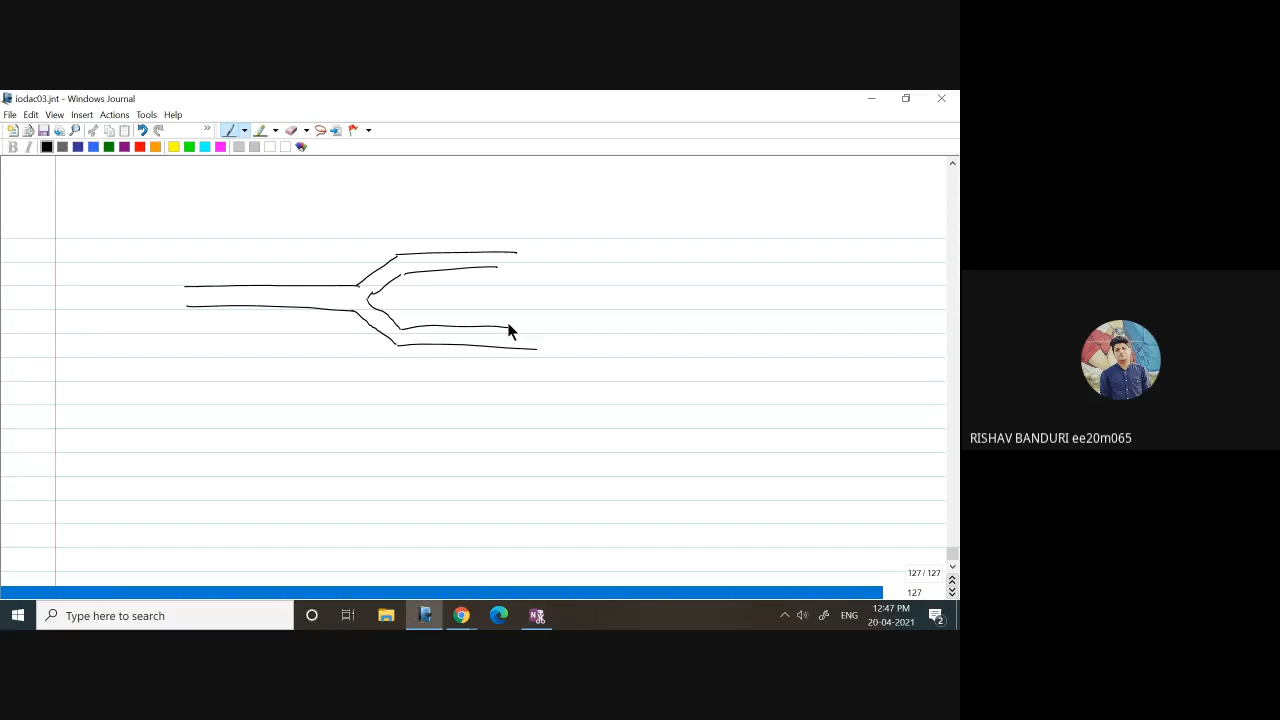 iodac03.jnt - Windows Journal
File Edit View Insert Actions Tools Help
B I
RISHAV BANDURI ee20m065
127 / 127
127
Type here to search
ENG
12:47 PM
20-04-2021
2